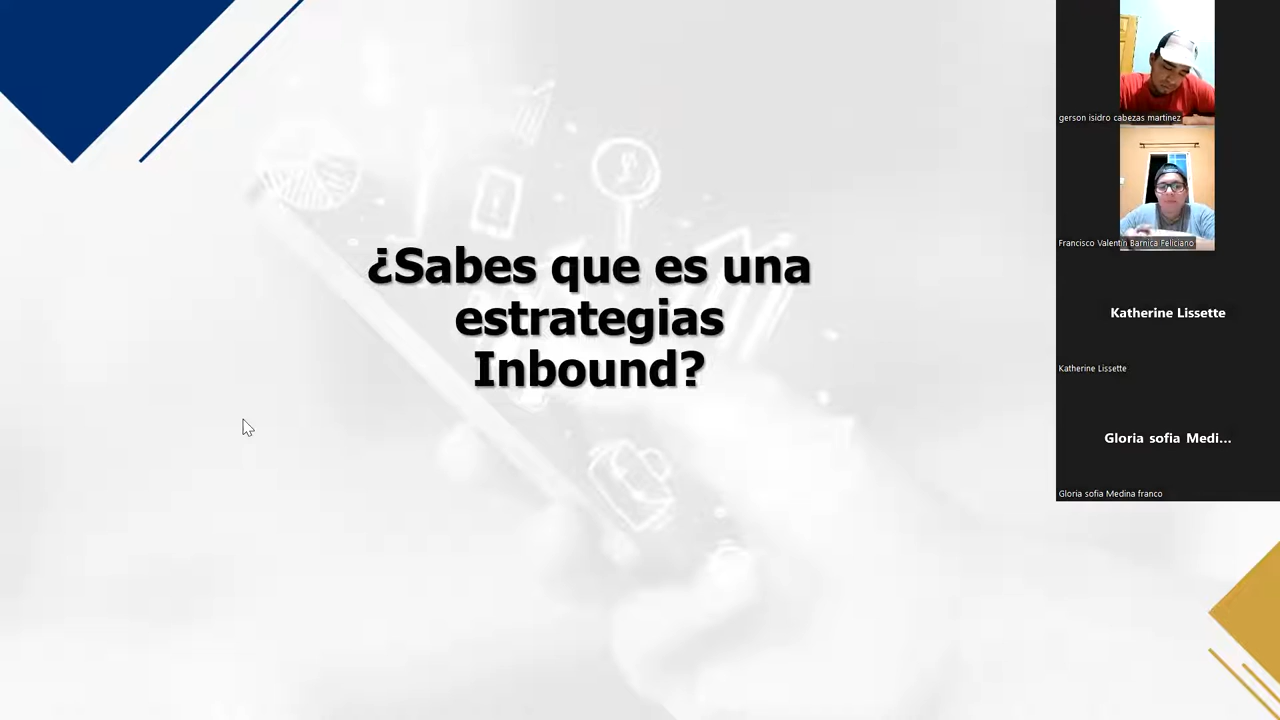 ¿Sabes que es una
estrategias
Inbound?
gerson isidro cabezas martinez
Francisco Valentin Barnica Feliciano
Katherine Lissette
Katherine Lissette
Gloria sofia Medi...
Gloria sofia Medina franco